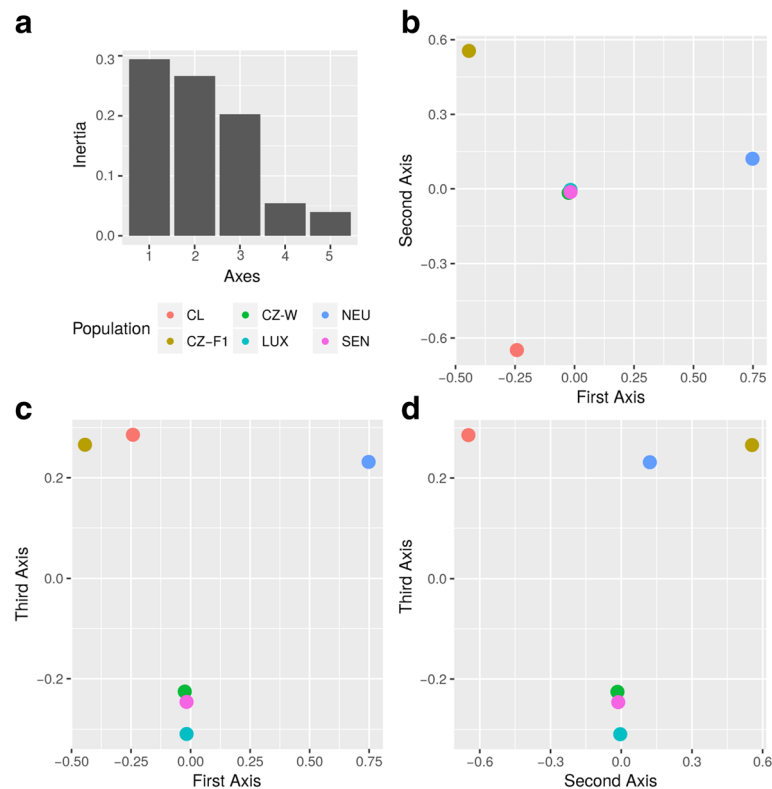 a
0.3
0.2
0.1
0.0
Inertia
1 2 3 4 5
Axes
Population
CL CZ-W NEU
CZ−F1 LUX SEN
b
0.6
0.3
0.0
−0.3
−0.6
Second Axis
−0.50 −0.25 0.00 0.25 0.50 0.75
First Axis
c
0.2
0.0
−0.2
Third Axis
−0.50 −0.25 0.00 0.25 0.50 0.75
First Axis
d
0.2
0.0
−0.2
Third Axis
−0.6 −0.3 0.0 0.3 0.6
Second Axis